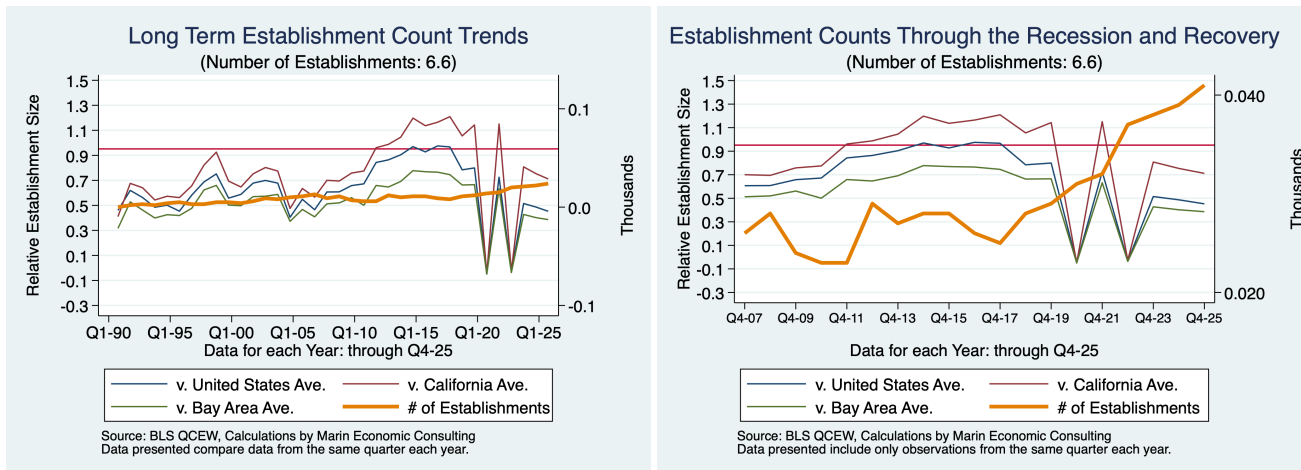 Long Term Establishment Count Trends
(Number of Establishments: 6.6)
Relative Establishment Size
1.5
1.3
1.1
0.9
0.7
0.5
0.3
0.1
-0.1
-0.3
0.1
0.0
-0.1
Thousands
Q1-90 Q1-95 Q1-00 Q1-05 Q1-10 Q1-15 Q1-20 Q1-25
Data for each Year: through Q4-25
v. United States Ave. v. California Ave.
v. Bay Area Ave. # of Establishments
Source: BLS QCEW, Calculations by Marin Economic Consulting
Data presented compare data from the same quarter each year.
Establishment Counts Through the Recession and Recovery
(Number of Establishments: 6.6)
Relative Establishment Size
1.5
1.3
1.1
0.9
0.7
0.5
0.3
0.1
-0.1
-0.3
0.040
0.020
Thousands
Q4-07 Q4-09 Q4-11 Q4-13 Q4-15 Q4-17 Q4-19 Q4-21 Q4-23 Q4-25
Data for each Year: through Q4-25
v. United States Ave. v. California Ave.
v. Bay Area Ave. # of Establishments
Source: BLS QCEW, Calculations by Marin Economic Consulting
Data presented include only observations from the same quarter each year.